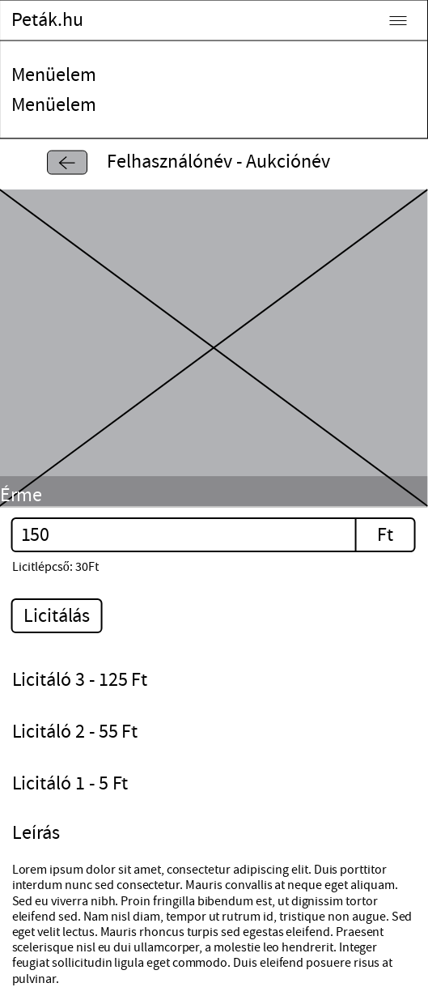 Peták.hu
Menüelem
Menüelem
Felhasználónév - Aukciónév
Érme
150 Ft
Licitlépcső: 30Ft
Licitálás
Licitáló 3 - 125 Ft
Licitáló 2 - 55 Ft
Licitáló 1 - 5 Ft
Leírás
Lorem ipsum dolor sit amet, consectetur adipiscing elit. Duis porttitor
interdum nunc sed consectetur. Mauris convallis at neque eget aliquam.
Sed eu viverra nibh. Proin fringilla bibendum est, ut dignissim tortor
eleifend sed. Nam nisl diam, tempor ut rutrum id, tristique non augue. Sed
eget velit lectus. Mauris rhoncus turpis sed egestas eleifend. Praesent
scelerisque nisl eu dui ullamcorper, a molestie leo hendrerit. Integer
feugiat sollicitudin ligula eget commodo. Duis eleifend posuere risus at
pulvinar.